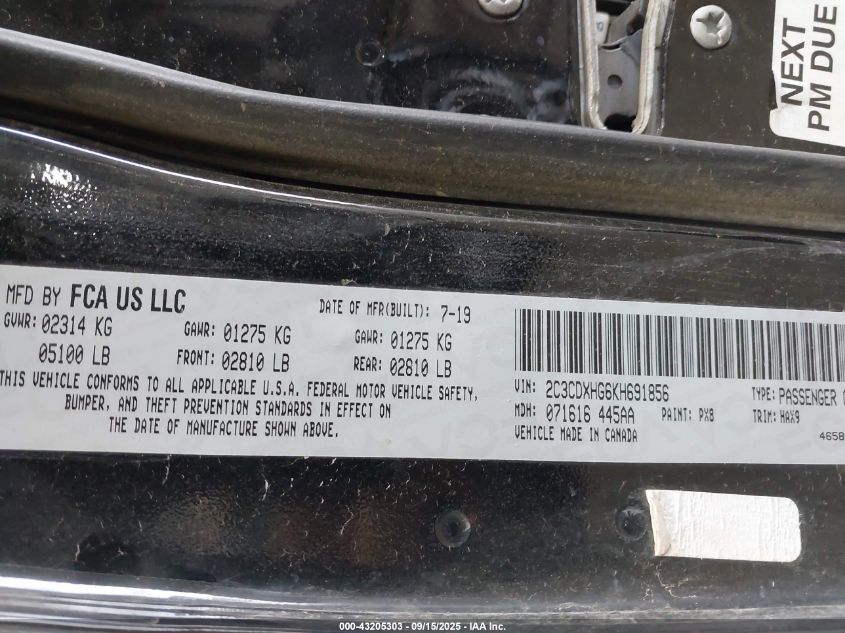 NEXT
PM DUE
MFD BY FCA US LLC
DATE OF MFR(BUILT): 7-19
GVWR: 02314 KG
GAWR: 01275 KG
GAWR: 01275 KG
05100 LB
FRONT: 02810 LB
REAR: 02810 LB
THIS VEHICLE CONFORMS TO ALL APPLICABLE U.S.A. FEDERAL MOTOR VEHICLE SAFETY,
BUMPER, AND THEFT PREVENTION STANDARDS IN EFFECT ON
THE DATE OF MANUFACTURE SHOWN ABOVE.
VIN: 2C3CDXHG6KH691856
TYPE: PASSENGER
MDH: 071616 445AA
PAINT: PX8
TRIM: HAX9
VEHICLE MADE IN CANADA
4658
000-43205303 - 09/15/2025 - IAA Inc.